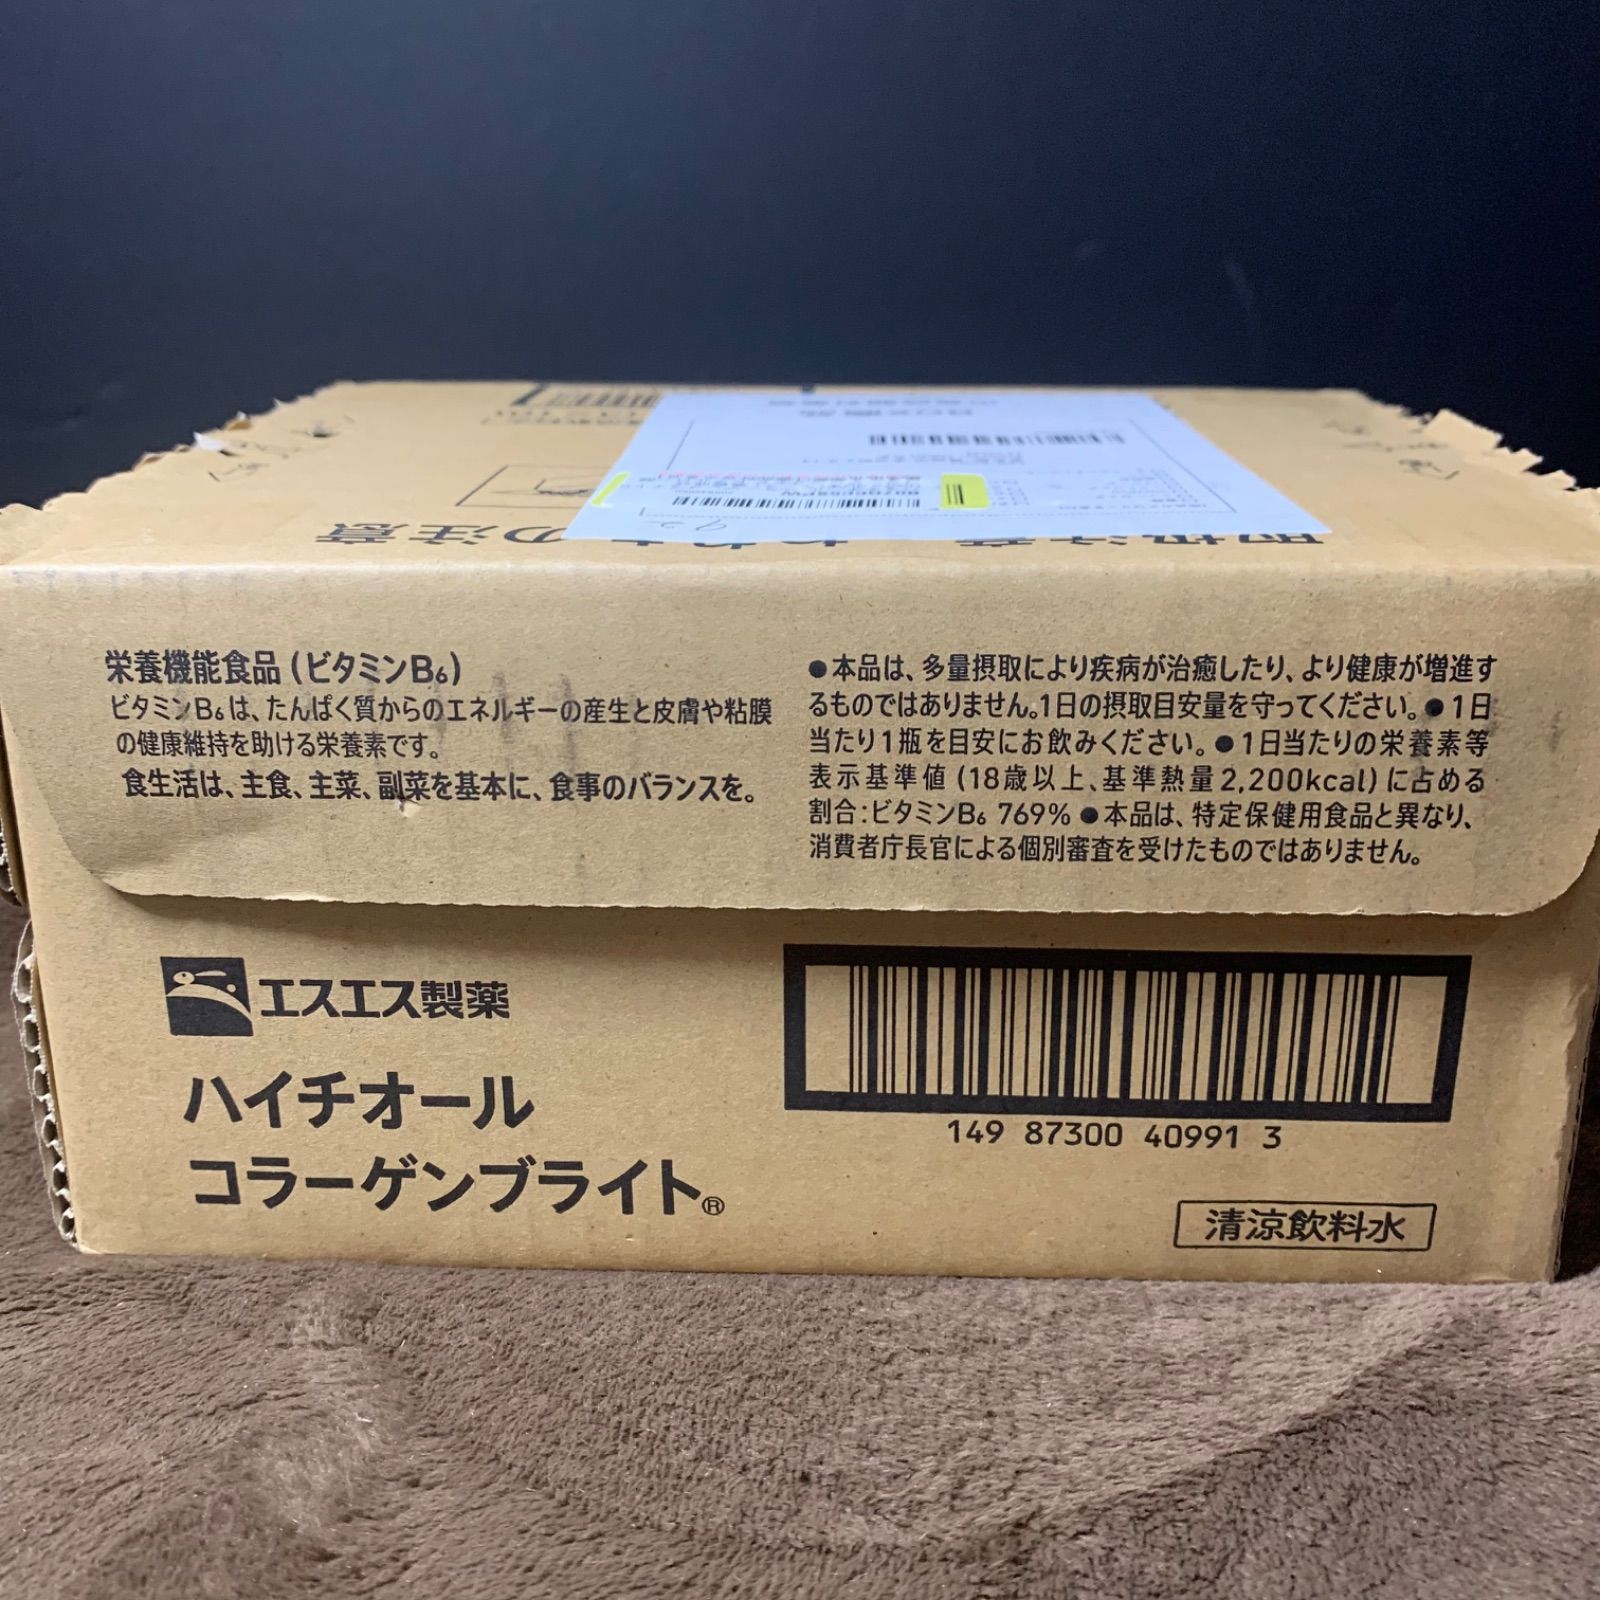 取扱注意
の注意
栄養機能食品(ビタミンB₆)
ビタミンB₆は、たんぱく質からのエネルギーの産生と皮膚や粘膜
の健康維持を助ける栄養素です。
食生活は、主食、主菜、副菜を基本に、食事のバランスを。
●本品は、多量摂取により疾病が治癒したり、より健康が増進す
るものではありません。1日の摂取目安量を守ってください。●1日
当たり1瓶を目安にお飲みください。●1日当たりの栄養素等
表示基準値(18歳以上、基準熱量2,200kcal)に占める
割合:ビタミンB₆ 769% ●本品は、特定保健用食品と異なり、
消費者庁長官による個別審査を受けたものではありません。
エスエス製薬
ハイチオール
コラーゲンブライト®
149 87300 40991 3
清涼飲料水